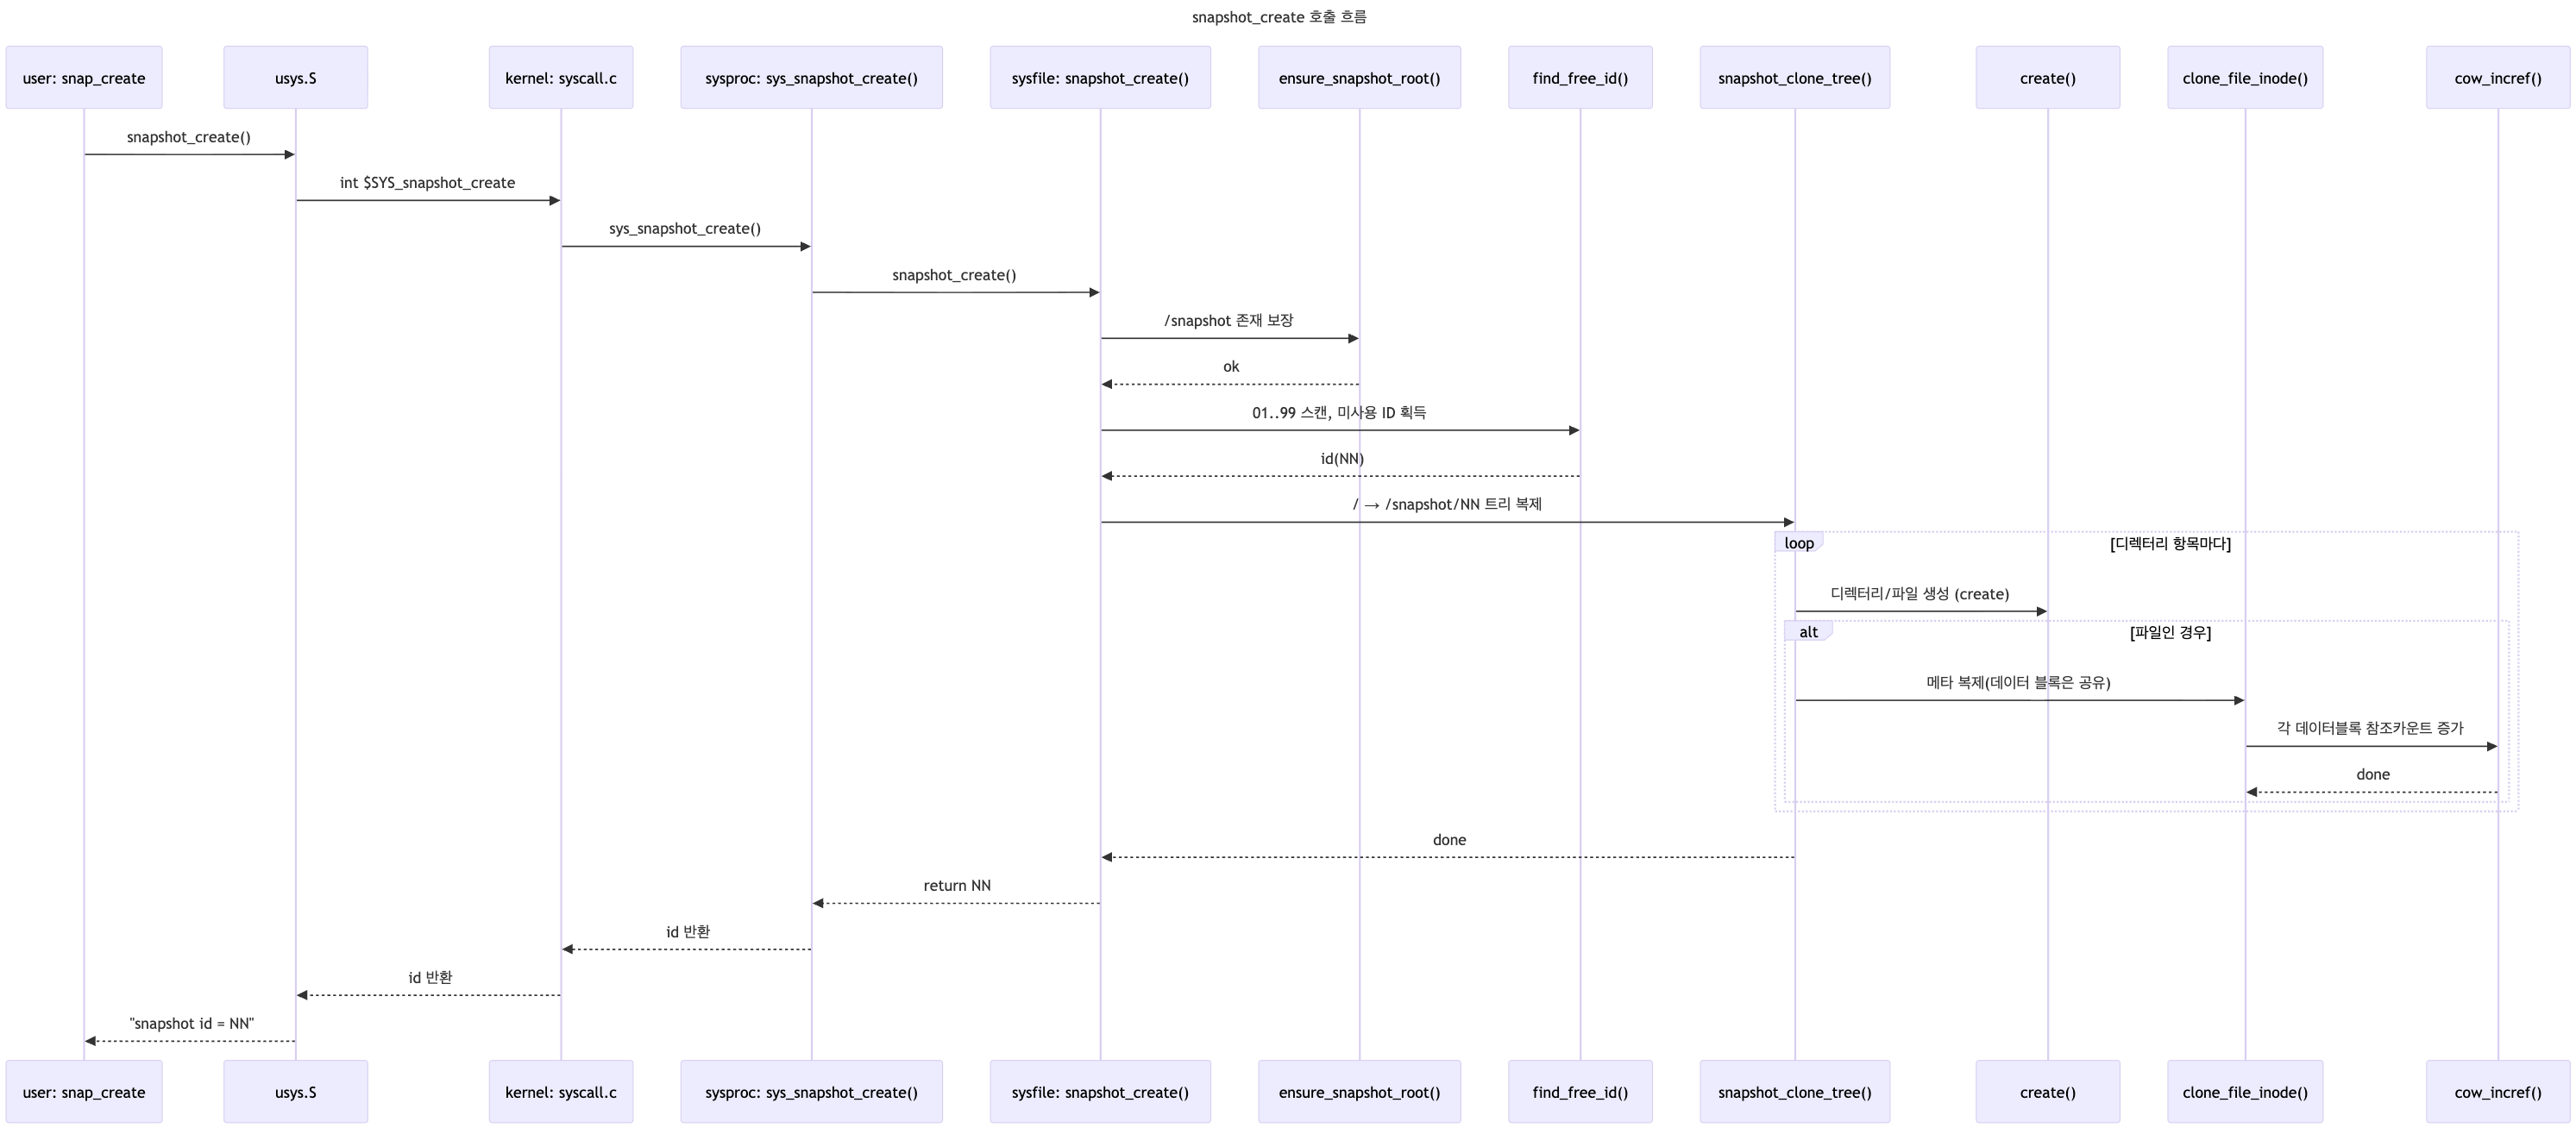 snapshot_create 호출 흐름
user: snap_create
usys.S
kernel: syscall.c
sysproc: sys_snapshot_create()
sysfile: snapshot_create()
ensure_snapshot_root()
find_free_id()
snapshot_clone_tree()
create()
clone_file_inode()
cow_incref()
snapshot_create()
int $SYS_snapshot_create
sys_snapshot_create()
snapshot_create()
/snapshot 존재 보장
ok
01..99 스캔, 미사용 ID 획득
id(NN)
/ → /snapshot/NN 트리 복제
loop
[디렉터리 항목마다]
디렉터리/파일 생성 (create)
alt
[파일인 경우]
메타 복제(데이터 블록은 공유)
각 데이터블록 참조카운트 증가
done
done
return NN
id 반환
id 반환
"snapshot id = NN"
user: snap_create
usys.S
kernel: syscall.c
sysproc: sys_snapshot_create()
sysfile: snapshot_create()
ensure_snapshot_root()
find_free_id()
snapshot_clone_tree()
create()
clone_file_inode()
cow_incref()